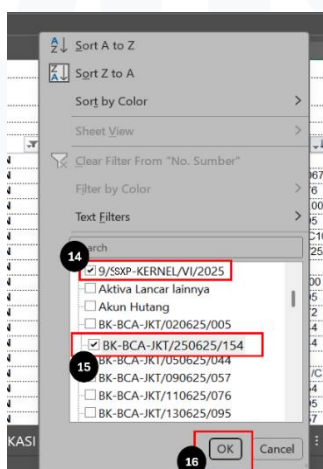 Sort A to Z
Sort Z to A
Sort by Color
Sheet View
Clear Filter From "No. Sumber"
Filter by Color
Text Filters
14
9/SSXP-KERNEL/VI/2025
Aktiva Lancar lainnya
Akun Hutang
BK-BCA-JKT/020625/005
BK-BCA-JKT/250625/154
15
BK-BCA-JKT/050625/044
BK-BCA-JKT/090625/057
BK-BCA-JKT/110625/076
BK-BCA-JKT/130625/095
KASI
OK
Cancel
16